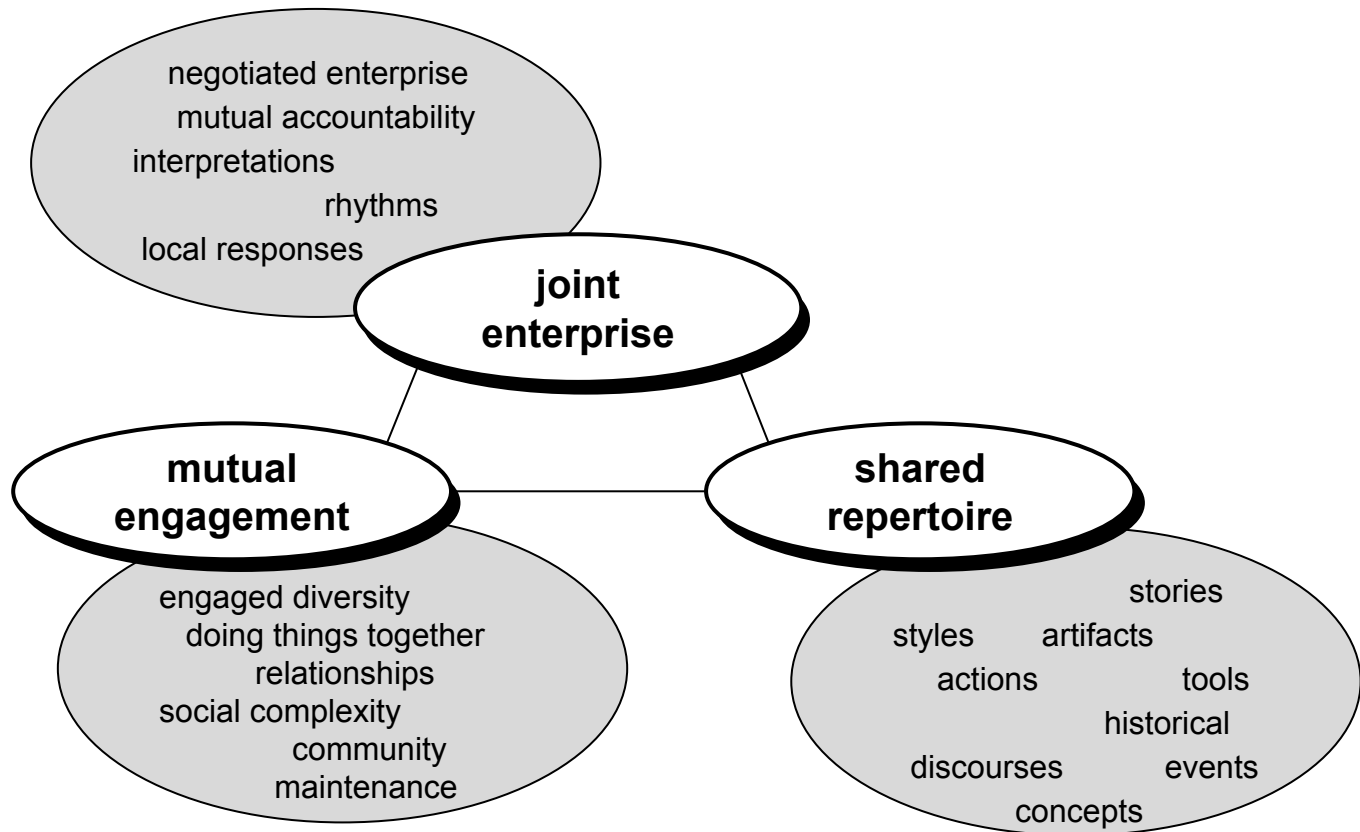 negotiated enterprise
mutual accountability
interpretations
rhythms
local responses
joint
enterprise
mutual
engagement
engaged diversity
doing things together
relationships
social complexity
community
maintenance
shared
repertoire
stories
styles artifacts
actions tools
historical
discourses events
concepts